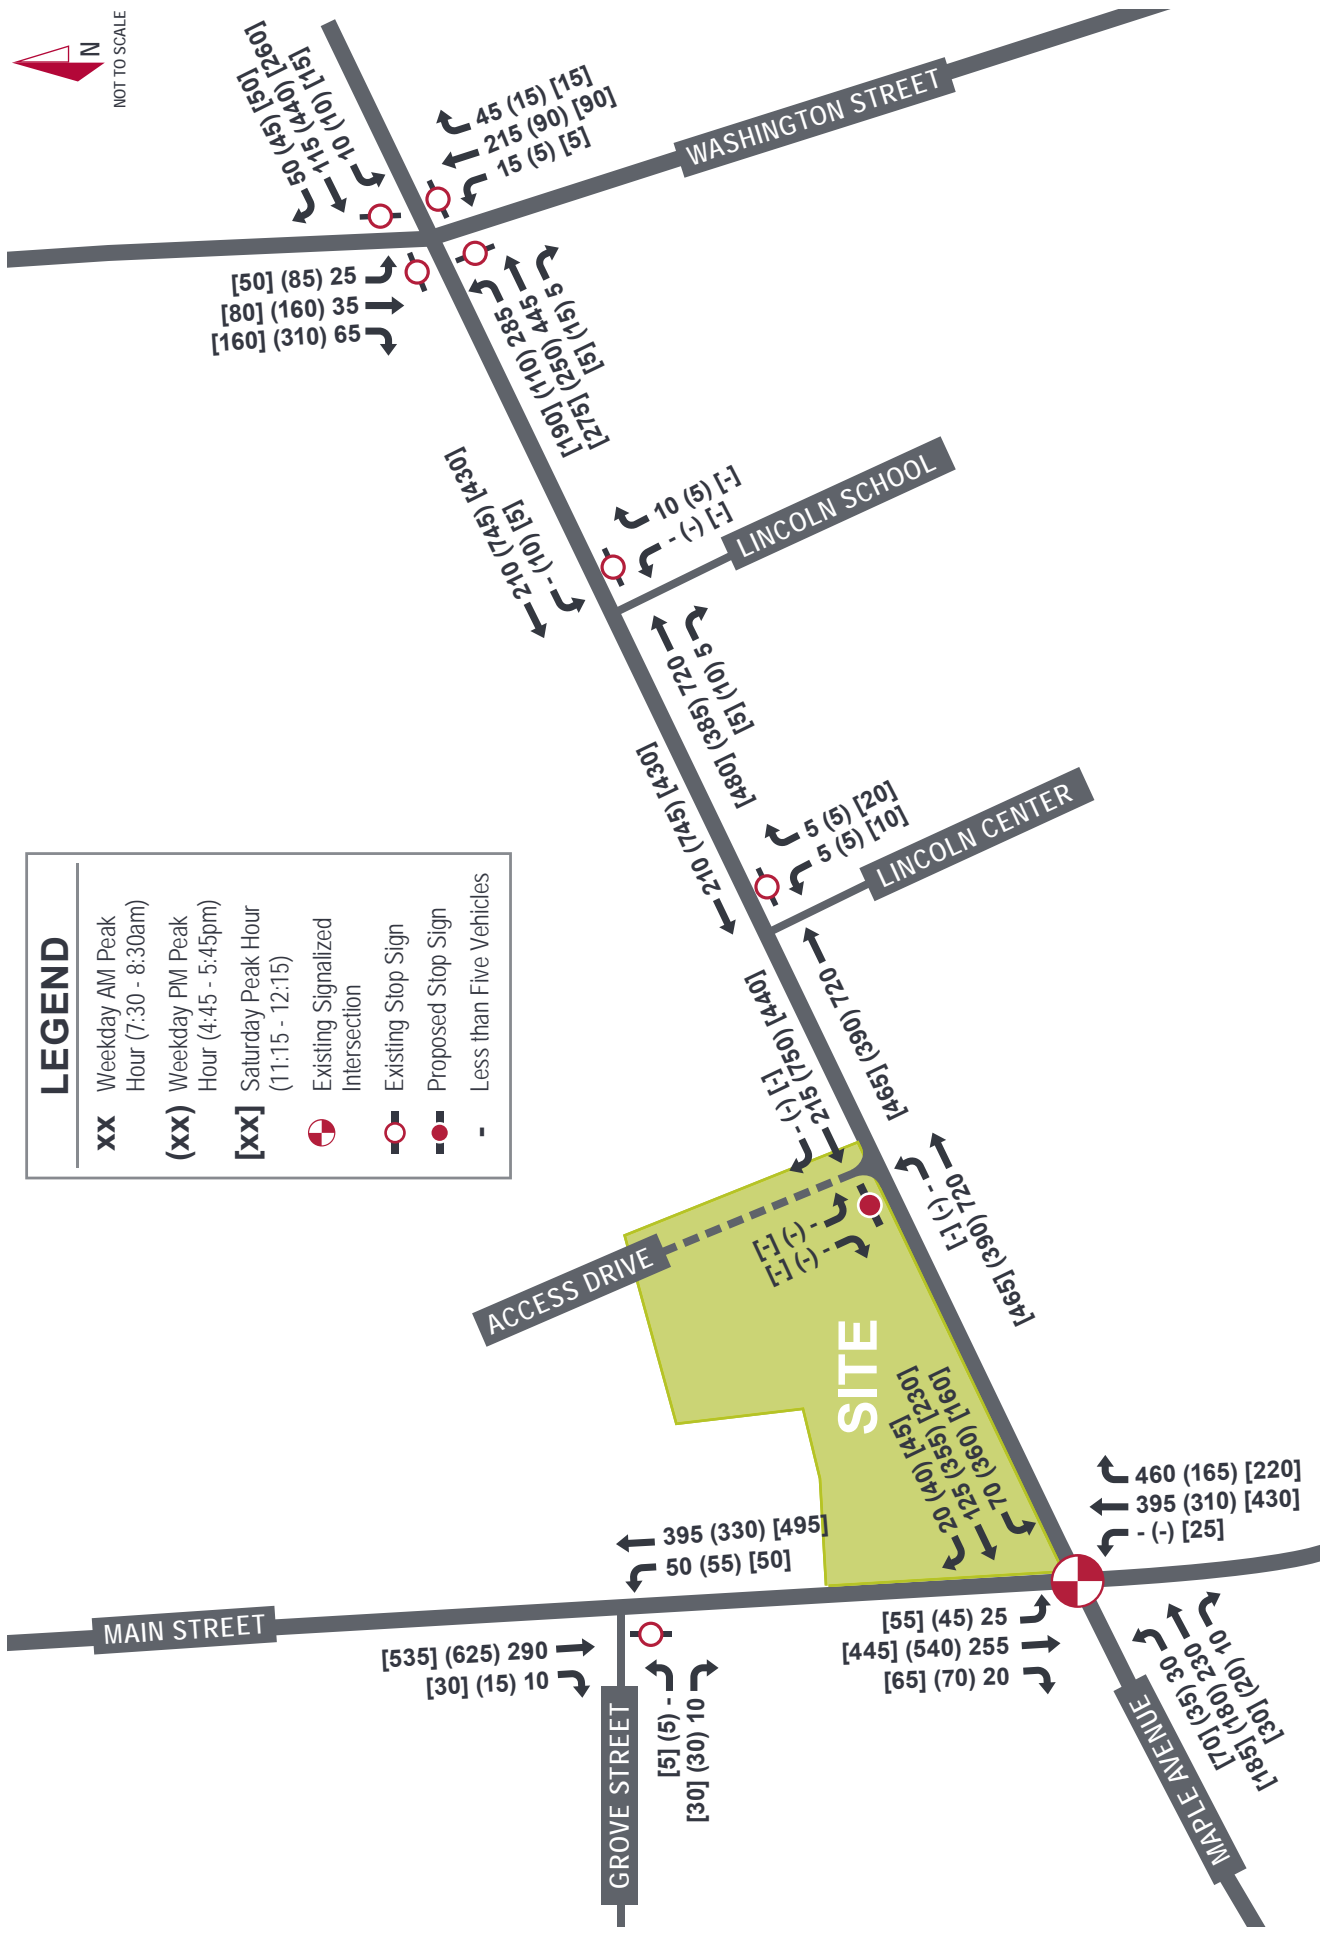 N
NOT TO SCALE
50 (45) [50]
115 (440) [260]
10 (10) [15]
45 (15) [15]
215 (90) [90]
15 (5) [5]
WASHINGTON STREET
[50] (85) 25
[80] (160) 35
[160] (310) 65
[190] (110) 285
[275] (250) 445
[5] (15) 5
210 (745) [430]
- (10) [5]
10 (5) [-]
- (-) [-]
LINCOLN SCHOOL
[480] (385) 720
[5] (10) 5
210 (745) [430]
5 (5) [20]
5 (5) [10]
LINCOLN CENTER
LEGEND
xx Weekday AM Peak
Hour (7:30 - 8:30am)
(xx) Weekday PM Peak
Hour (4:45 - 5:45pm)
[xx] Saturday Peak Hour
(11:15 - 12:15)
Existing Signalized
Intersection
Existing Stop Sign
Proposed Stop Sign
- Less than Five Vehicles
- (-) [-]
215 (750) [440]
[465] (390) 720
ACCESS DRIVE
[-] (-) -
[-] (-) -
[-] (-) -
[465] (390) 720
SITE
20 (40) [45]
125 (355) [230]
70 (360) [160]
395 (330) [495]
50 (55) [50]
460 (165) [220]
395 (310) [430]
- (-) [25]
MAIN STREET
[535] (625) 290
[30] (15) 10
[55] (45) 25
[445] (540) 255
[65] (70) 20
[5] (5) -
[30] (30) 10
GROVE STREET
[70] (35) 30
[185] (180) 230
[30] (20) 10
MAPLE AVENUE